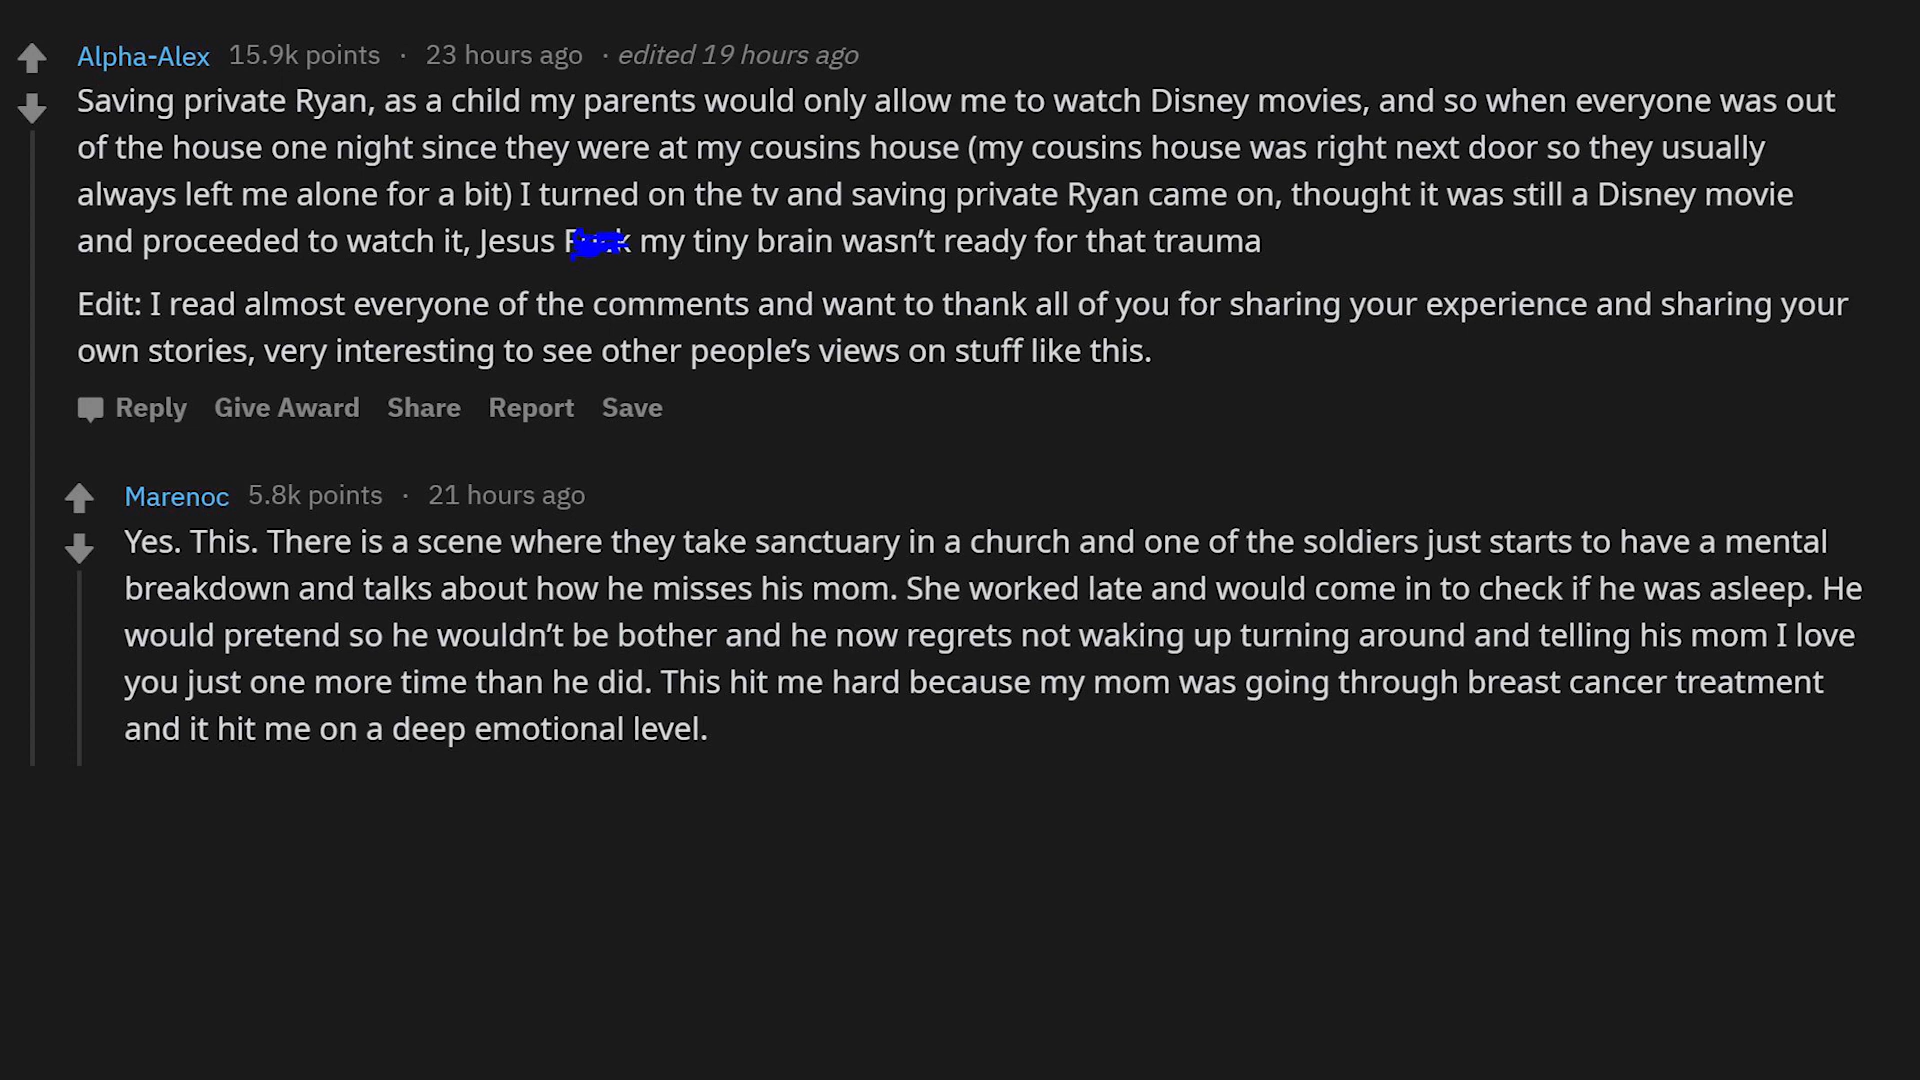 Alpha-Alex 15.9k points · 23 hours ago · edited 19 hours ago
Saving private Ryan, as a child my parents would only allow me to watch Disney movies, and so when everyone was out
of the house one night since they were at my cousins house (my cousins house was right next door so they usually
always left me alone for a bit) I turned on the tv and saving private Ryan came on, thought it was still a Disney movie
and proceeded to watch it, Jesus my tiny brain wasn't ready for that trauma
Edit: I read almost everyone of the comments and want to thank all of you for sharing your experience and sharing your
own stories, very interesting to see other people's views on stuff like this.
Reply Give Award Share Report Save
Marenoc 5.8k points · 21 hours ago
Yes. This. There is a scene where they take sanctuary in a church and one of the soldiers just starts to have a mental
breakdown and talks about how he misses his mom. She worked late and would come in to check if he was asleep. He
would pretend so he wouldn't be bother and he now regrets not waking up turning around and telling his mom I love
you just one more time than he did. This hit me hard because my mom was going through breast cancer treatment
and it hit me on a deep emotional level.